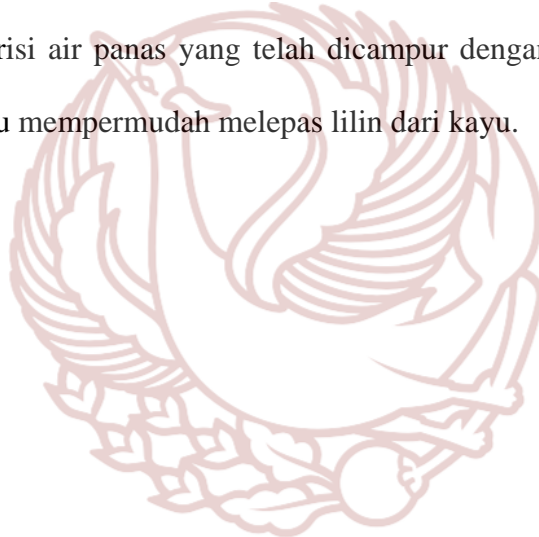 risi air panas yang telah dicampur dengan
u mempermudah melepas lilin dari kayu.